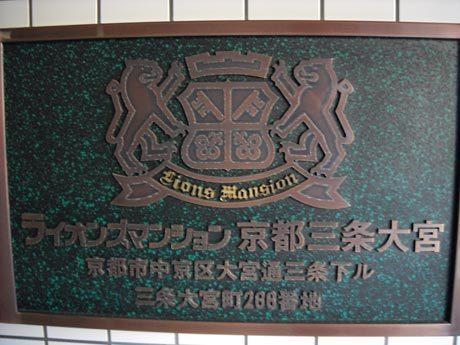 Lions Mansion
ライオンズマンション京都三条大宮
京都市中京区大宮通三条下ル
三条大宮町266番地